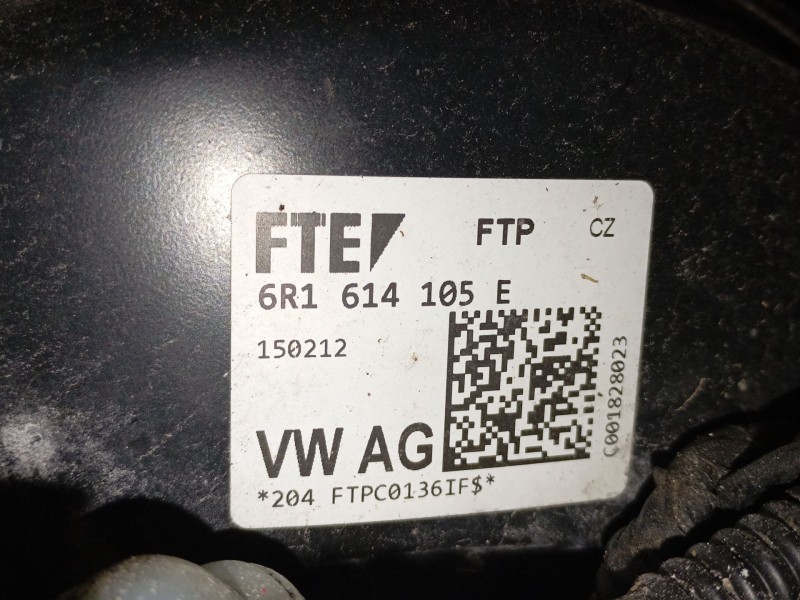 FTE FTP CZ
6R1 614 105 E
150212
C001828023
VW AG
*204 FTPC0136IF$*